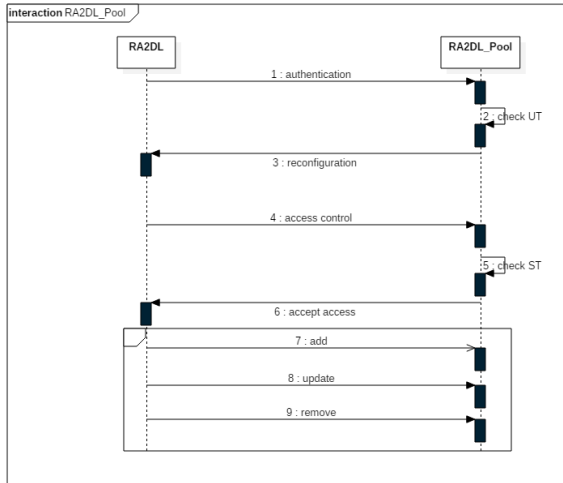 interaction RA2DL_Pool
RA2DL
RA2DL_Pool
1 : authentication
2 : check UT
3 : reconfiguration
4 : access control
5 : check ST
6 : accept access
7 : add
8 : update
9 : remove